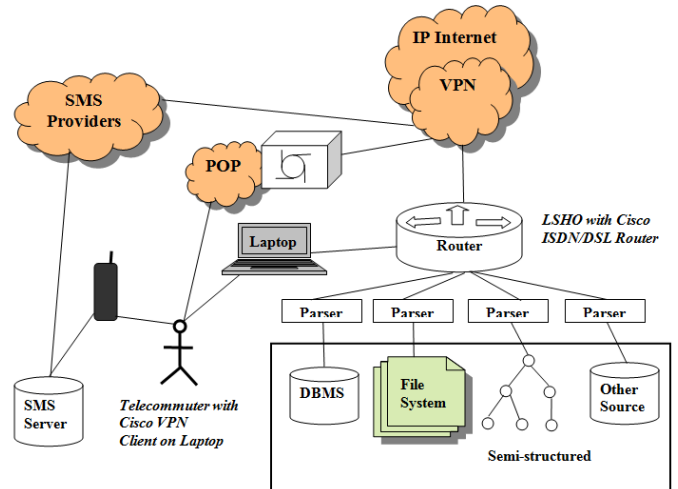 IP Internet
VPN
SMS
Providers
POP
Laptop
Router
LSHO with Cisco
ISDN/DSL Router
Parser
Parser
Parser
Parser
DBMS
File
System
Other
Source
Semi-structured
SMS
Server
Telecommuter with
Cisco VPN
Client on Laptop